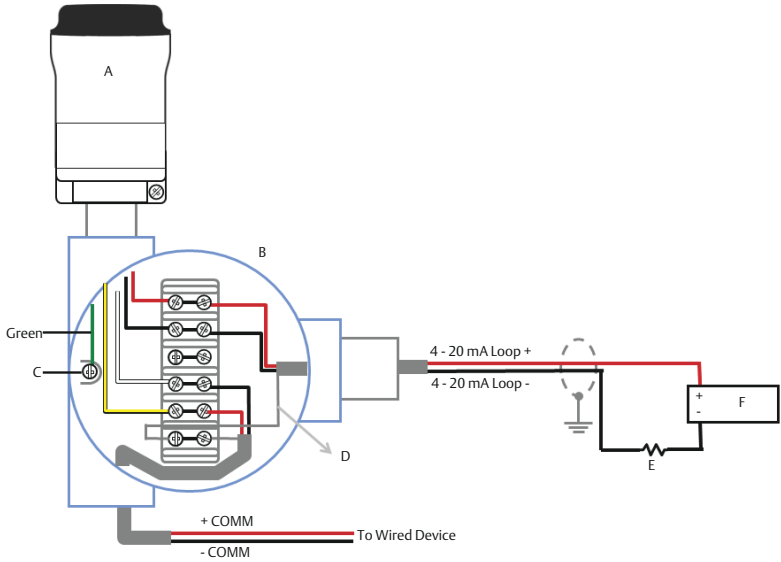 A
B
Green
C
4 - 20 mA Loop +
4 - 20 mA Loop -
+
-
F
D
E
+ COMM
To Wired Device
- COMM